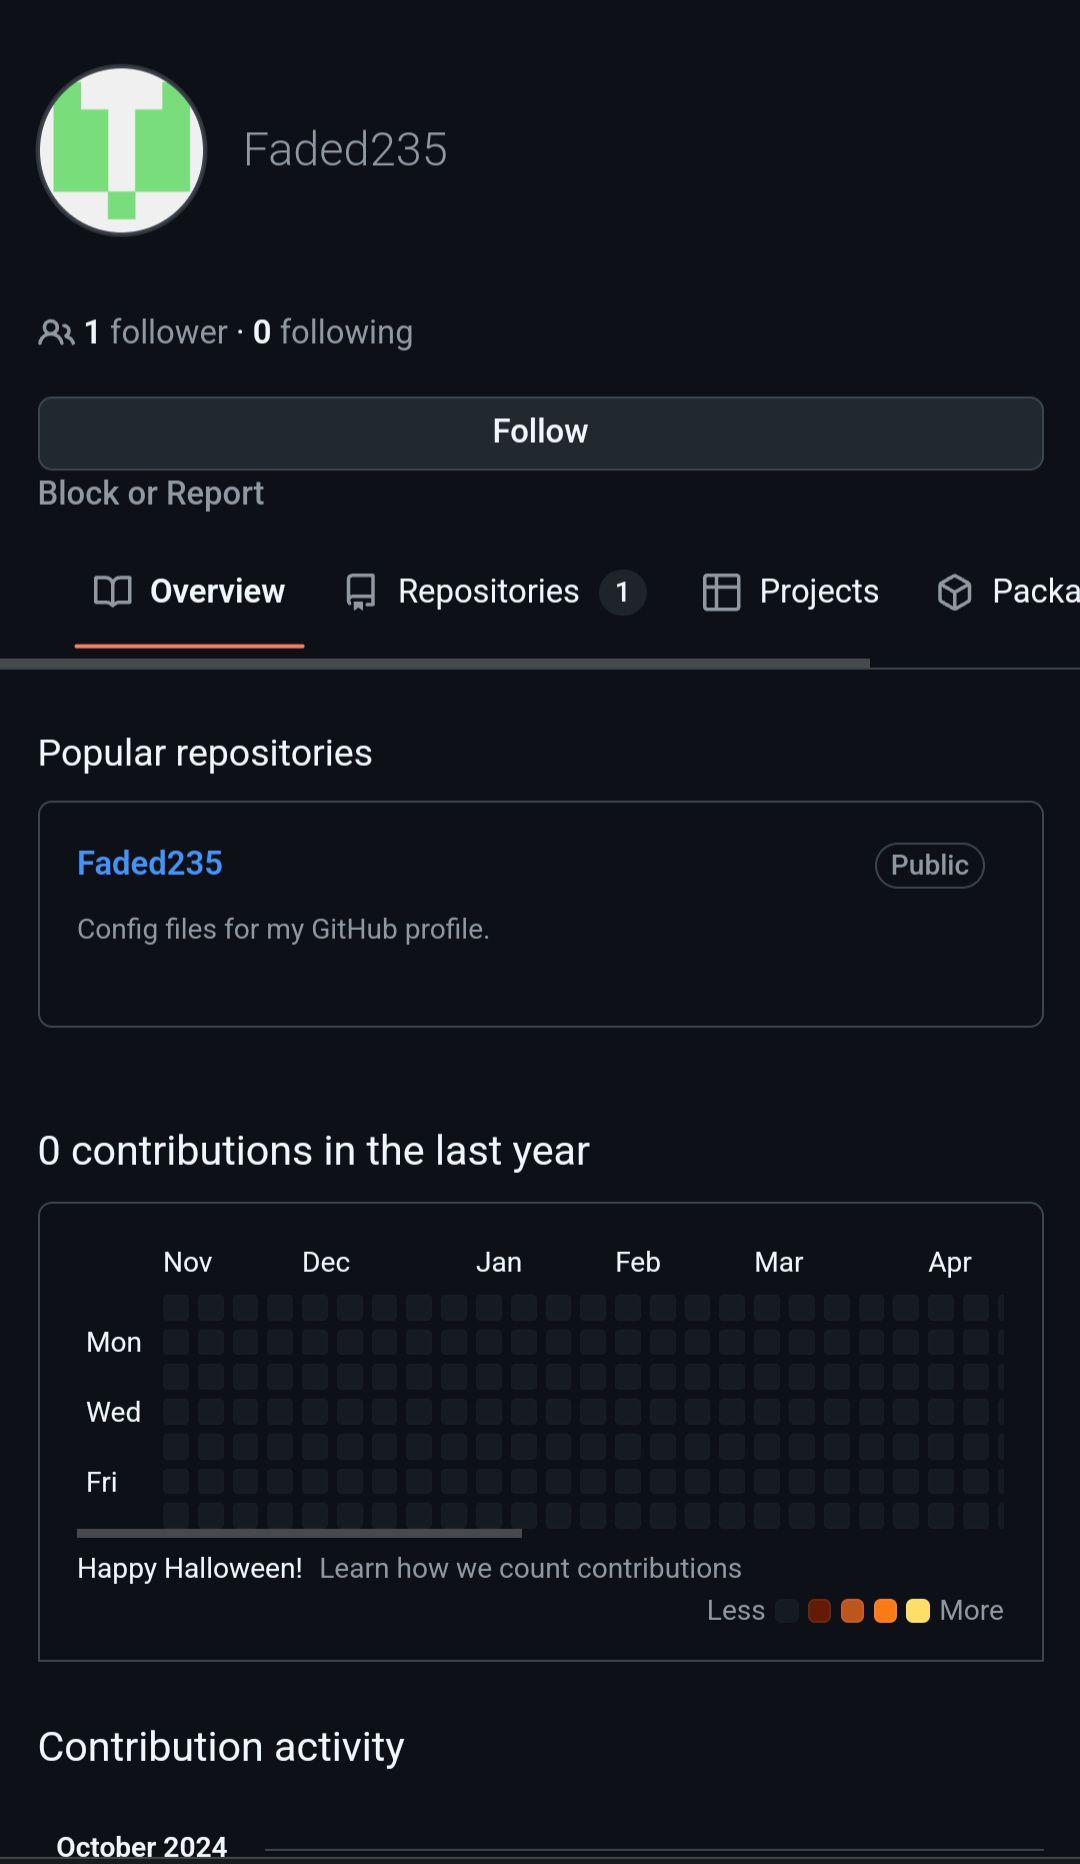 Faded235
1 follower · 0 following
Follow
Block or Report
Overview Repositories 1 Projects Packa
Popular repositories
Faded235 Public
Config files for my GitHub profile.
0 contributions in the last year
Nov Dec Jan Feb Mar Apr
Mon
Wed
Fri
Happy Halloween! Learn how we count contributions
Less More
Contribution activity
October 2024